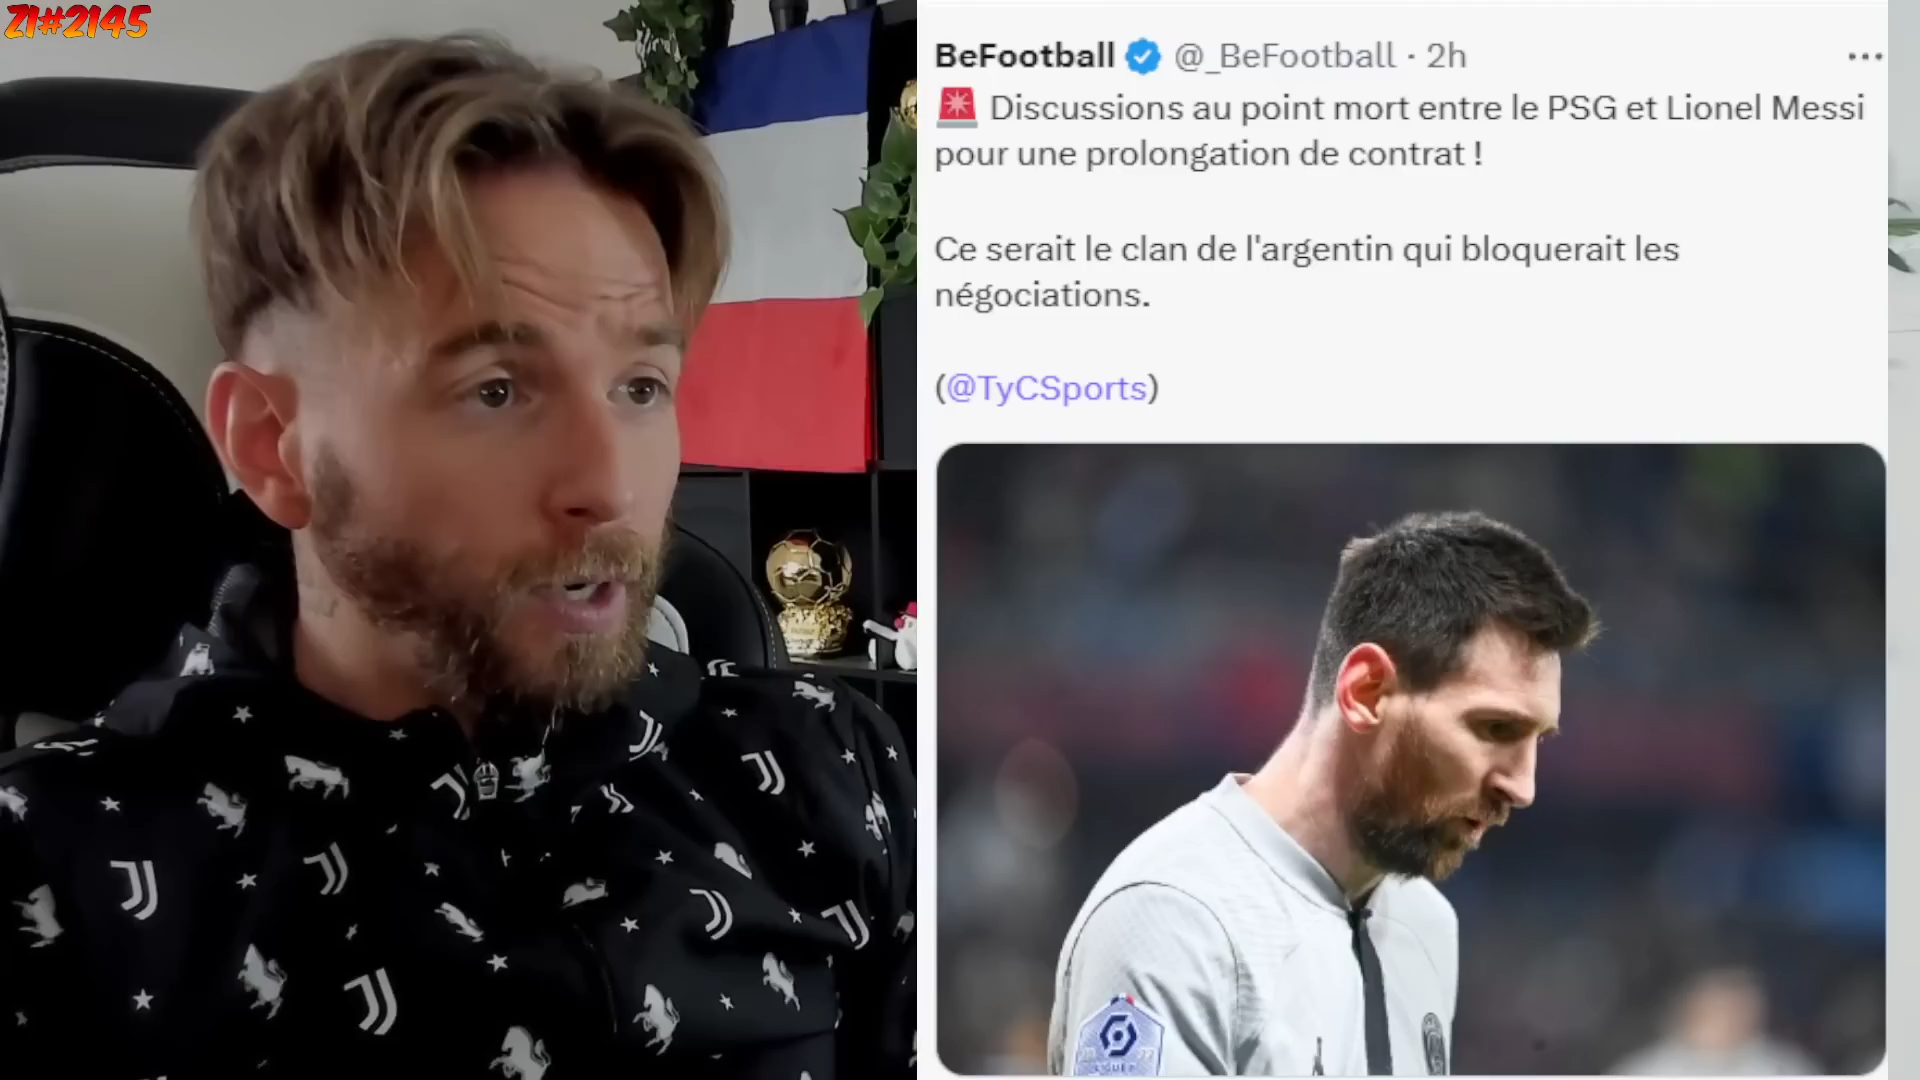 ZI#2145
BeFootball @_BeFootball · 2h
Discussions au point mort entre le PSG et Lionel Messi
pour une prolongation de contrat !
Ce serait le clan de l'argentin qui bloquerait les
négociations.
(@TyCSports)